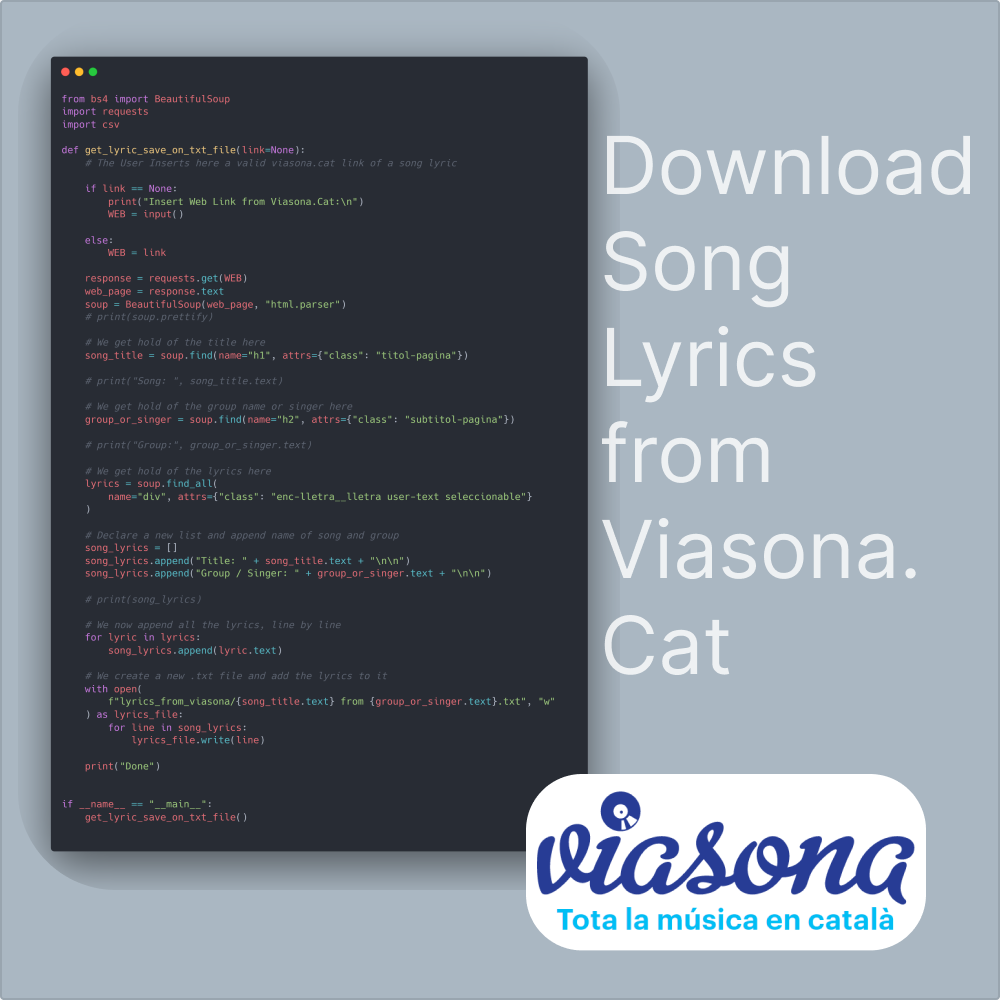 from bs4 import BeautifulSoup
import requests
import csv
def get_lyric_save_on_txt_file(link=None):
    # The User Inserts here a valid viasona.cat link of a song lyric
    if link == None:
        print("Insert Web Link from Viasona.Cat:\n")
        WEB = input()
    else:
        WEB = link
    response = requests.get(WEB)
    web_page = response.text
    soup = BeautifulSoup(web_page, "html.parser")
    # print(soup.prettify)
    # We get hold of the title here
    song_title = soup.find(name="h1", attrs={"class": "titol-pagina"})
    # print("Song: ", song_title.text)
    # We get hold of the group name or singer here
    group_or_singer = soup.find(name="h2", attrs={"class": "subtitol-pagina"})
    # print("Group:", group_or_singer.text)
    # We get hold of the lyrics here
    lyrics = soup.find_all(
        name="div", attrs={"class": "enc-lletra__lletra user-text seleccionable"}
    )
    # Declare a new list and append name of song and group
    song_lyrics = []
    song_lyrics.append("Title: " + song_title.text + "\n\n")
    song_lyrics.append("Group / Singer: " + group_or_singer.text + "\n\n")
    # print(song_lyrics)
    # We now append all the lyrics, line by line
    for lyric in lyrics:
        song_lyrics.append(lyric.text)
    # We create a new .txt file and add the lyrics to it
    with open(
        f"lyrics_from_viasona/{song_title.text} from {group_or_singer.text}.txt", "w"
    ) as lyrics_file:
        for line in song_lyrics:
            lyrics_file.write(line)
    print("Done")
if __name__ == "__main__":
    get_lyric_save_on_txt_file()
Download
Song
Lyrics
from
Viasona.
Cat
viasona
Tota la música en català